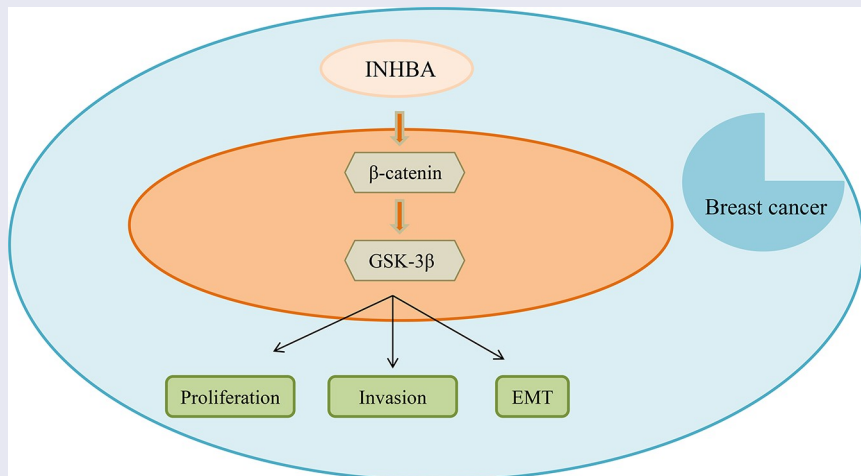 INHBA
β-catenin
Breast cancer
GSK-3β
Proliferation
Invasion
EMT